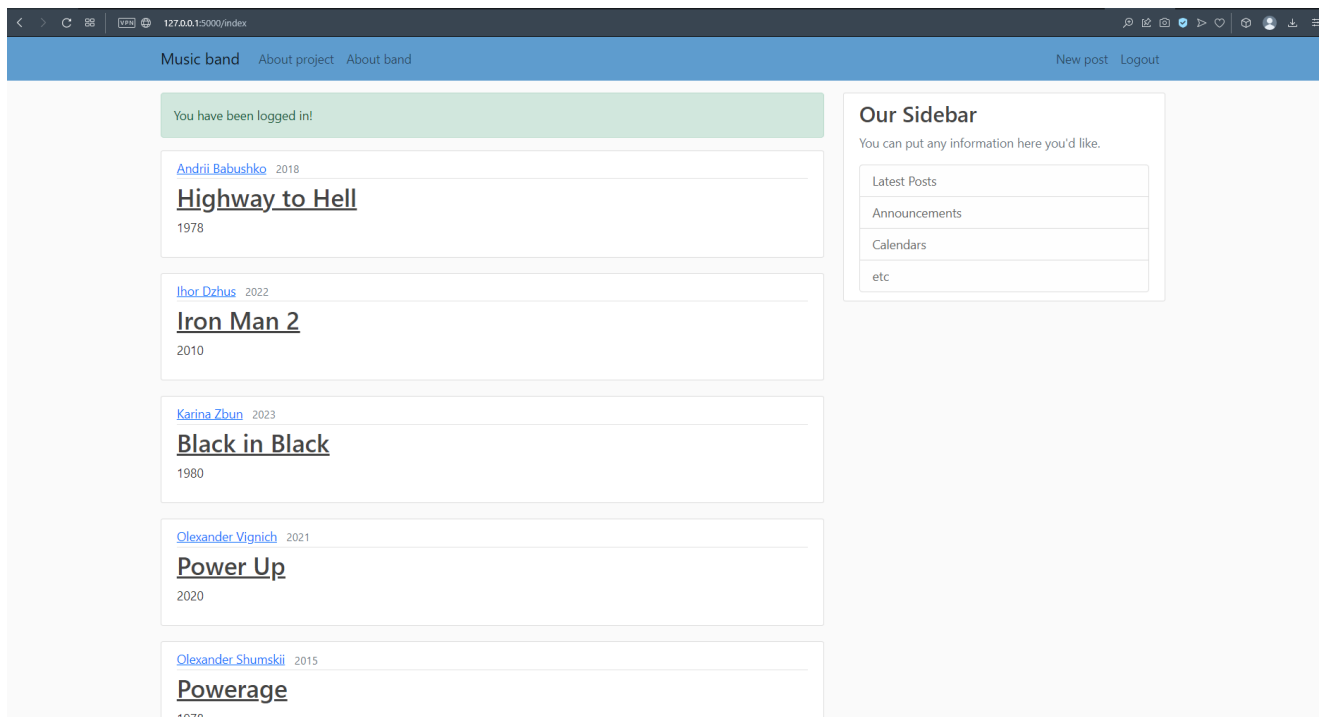 VPN 127.0.0.1:5000/index
Music band About project About band New post Logout
You have been logged in!
Andrii Babushko 2018
Highway to Hell
1978
Ihor Dzhus 2022
Iron Man 2
2010
Karina Zbun 2023
Black in Black
1980
Olexander Vignich 2021
Power Up
2020
Olexander Shumskii 2015
Powerage
1978
Our Sidebar
You can put any information here you'd like.
Latest Posts
Announcements
Calendars
etc